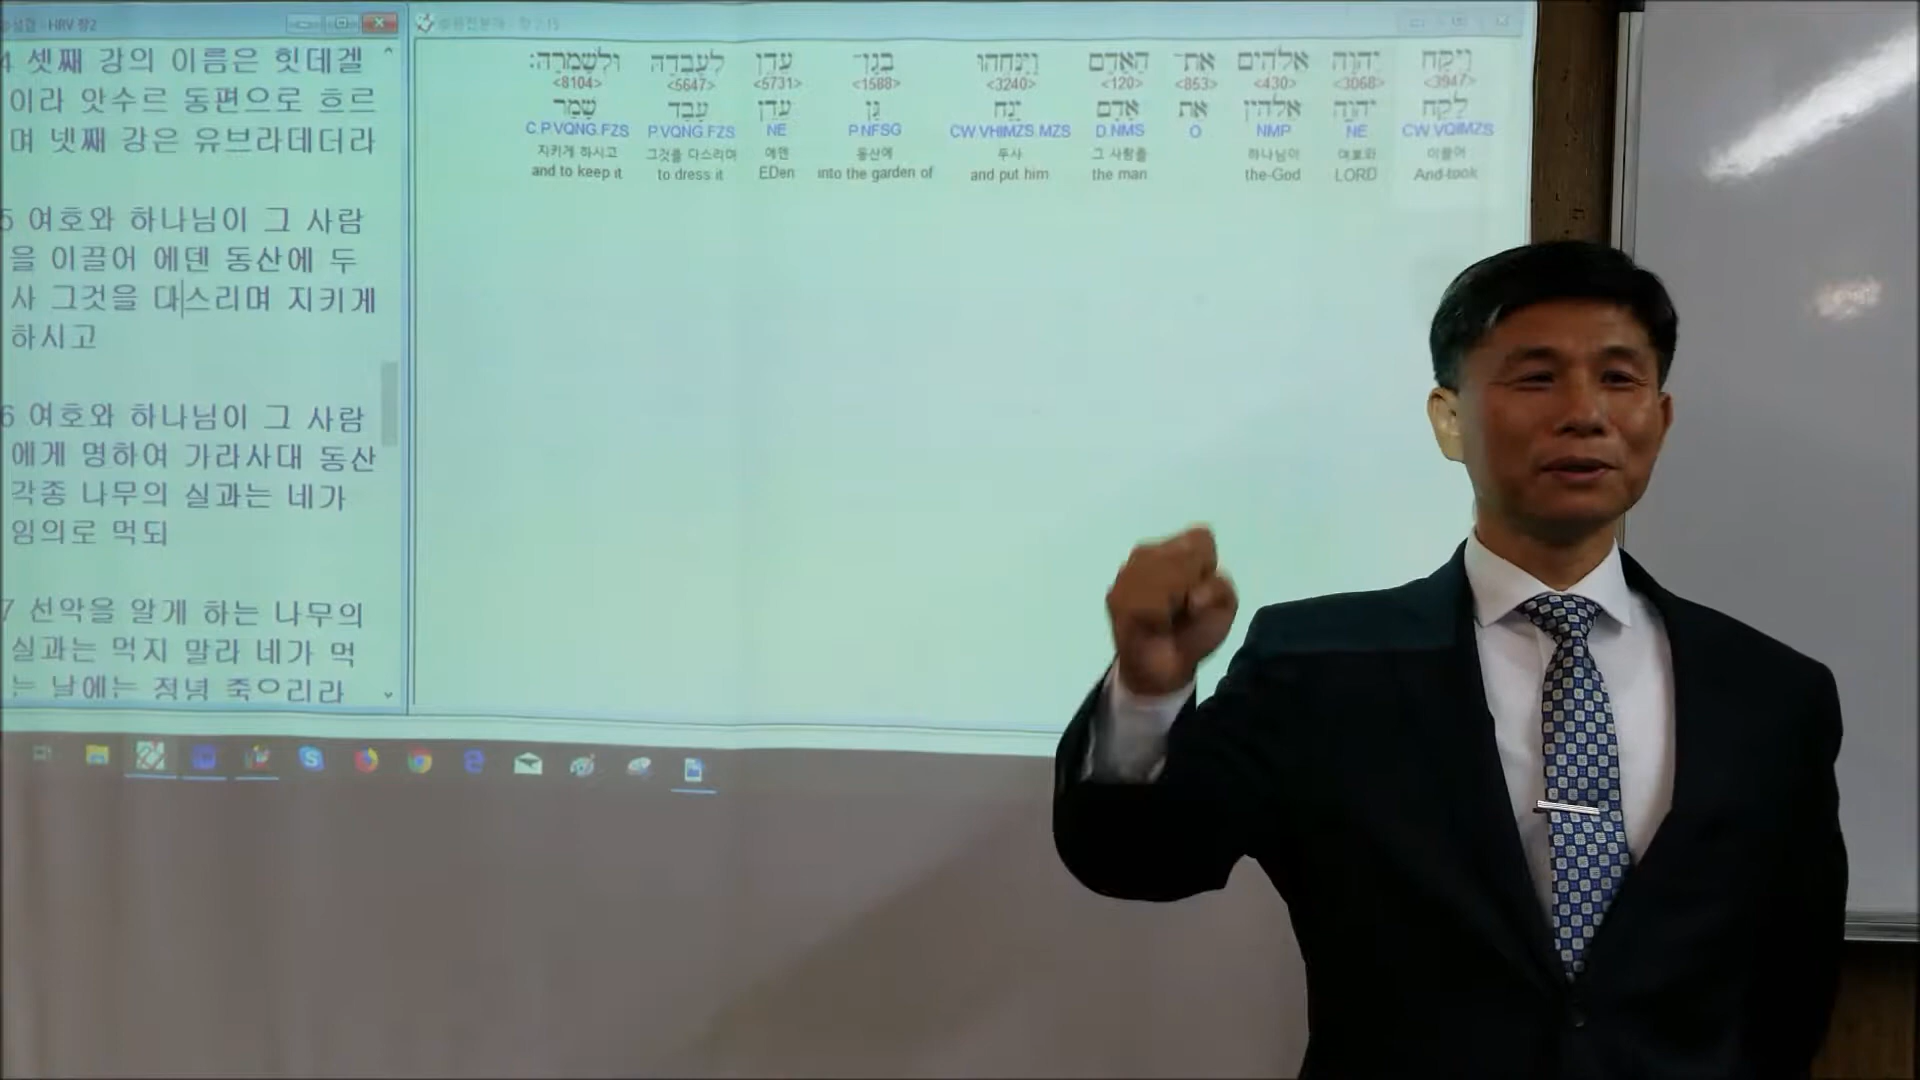 HRV 창2
4 셋째 강의 이름은 힛데겔
이라 앗수르 동편으로 흐르
며 넷째 강은 유브라데더라
5 여호와 하나님이 그 사람
을 이끌어 에덴 동산에 두
사 그것을 다스리며 지키게
하시고
6 여호와 하나님이 그 사람
에게 명하여 가라사대 동산
각종 나무의 실과는 네가
임의로 먹되
7 선악을 알게 하는 나무의
실과는 먹지 말라 네가 먹
는 날에는 정녕 죽으리라
וַיִּקַּח יְהוָה אֱלֹהִים אֶת־ הָאָדָם וַיַּנִּחֵהוּ בְגַן־ עֵדֶן לְעָבְדָהּ וּלְשָׁמְרָהּ׃
<8104> <5647> <5731> <1588> <3240> <120> <853> <430> <3068> <3947>
C.P.VQNG.FZS P.VQNG.FZS NE P.NFSG CW.VHIMZS.MZS D.NMS O NMP NE CW.VQIMZS
지키게 하시고 그것을 다스리며 에덴 동산에 두사 그 사람을 하나님이 여호와 이끌어
and to keep it to dress it EDen into the garden of and put him the man the-God LORD And-took